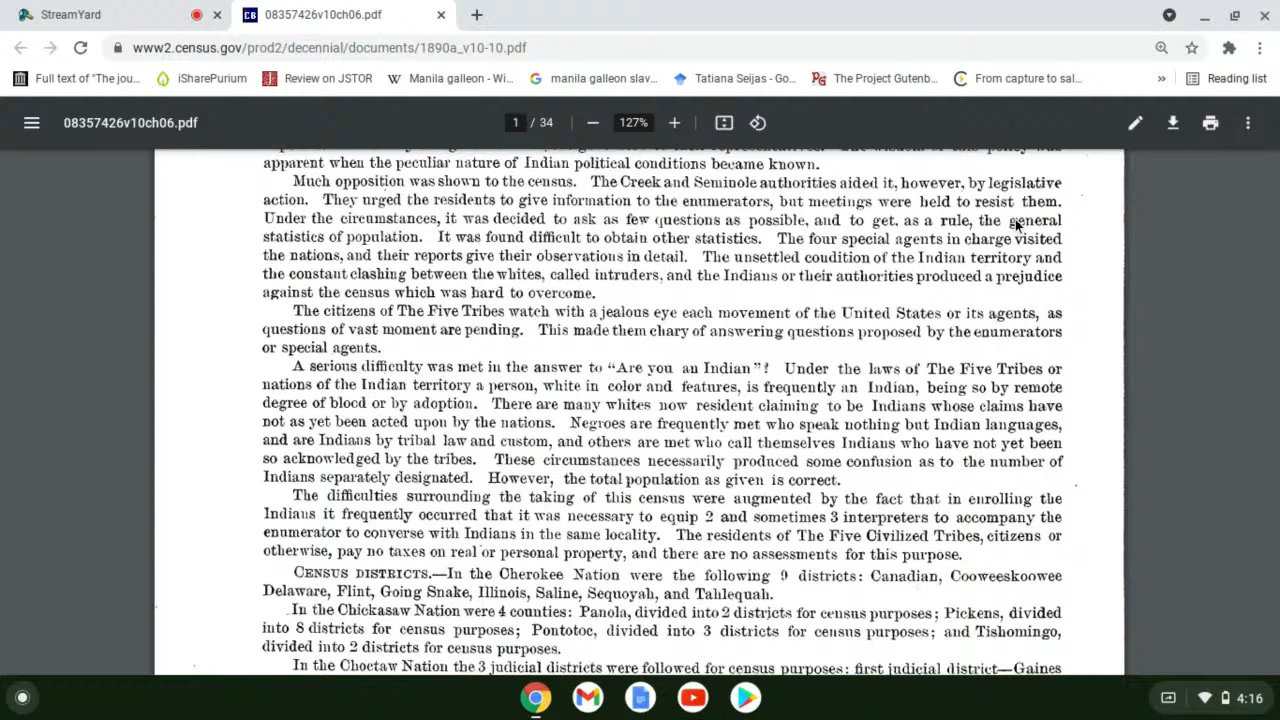 StreamYard
08357426v10ch06.pdf
www2.census.gov/prod2/decennial/documents/1890a_v10-10.pdf
Full text of "The jou...
iSharePurium
Review on JSTOR
Manila galleon - Wi...
manila galleon slav...
Tatiana Seijas - Go...
The Project Gutenb...
From capture to sal...
»
Reading list
08357426v10ch06.pdf
1 / 34
127%
apparent when the peculiar nature of Indian political conditions became known.
Much opposition was shown to the census. The Creek and Seminole authorities aided it, however, by legislative
action. They urged the residents to give information to the enumerators, but meetings were held to resist them.
Under the circumstances, it was decided to ask as few questions as possible, and to get, as a rule, the general
statistics of population. It was found difficult to obtain other statistics. The four special agents in charge visited
the nations, and their reports give their observations in detail. The unsettled condition of the Indian territory and
the constant clashing between the whites, called intruders, and the Indians or their authorities produced a prejudice
against the census which was hard to overcome.
The citizens of The Five Tribes watch with a jealous eye each movement of the United States or its agents, as
questions of vast moment are pending. This made them chary of answering questions proposed by the enumerators
or special agents.
A serious difficulty was met in the answer to "Are you an Indian"? Under the laws of The Five Tribes or
nations of the Indian territory a person, white in color and features, is frequently an Indian, being so by remote
degree of blood or by adoption. There are many whites now resident claiming to be Indians whose claims have
not as yet been acted upon by the nations. Negroes are frequently met who speak nothing but Indian languages,
and are Indians by tribal law and custom, and others are met who call themselves Indians who have not yet been
so acknowledged by the tribes. These circumstances necessarily produced some confusion as to the number of
Indians separately designated. However, the total population as given is correct.
The difficulties surrounding the taking of this census were augmented by the fact that in enrolling the
Indians it frequently occurred that it was necessary to equip 2 and sometimes 3 interpreters to accompany the
enumerator to converse with Indians in the same locality. The residents of The Five Civilized Tribes, citizens or
otherwise, pay no taxes on real or personal property, and there are no assessments for this purpose.
CENSUS DISTRICTS.—In the Cherokee Nation were the following 9 districts: Canadian, Cooweeskoowee
Delaware, Flint, Going Snake, Illinois, Saline, Sequoyah, and Tahlequah.
In the Chickasaw Nation were 4 counties: Panola, divided into 2 districts for census purposes; Pickens, divided
into 8 districts for census purposes; Pontotoc, divided into 3 districts for census purposes; and Tishomingo,
divided into 2 districts for census purposes.
In the Choctaw Nation the 3 judicial districts were followed for census purposes: first judicial district—Gaines
4:16